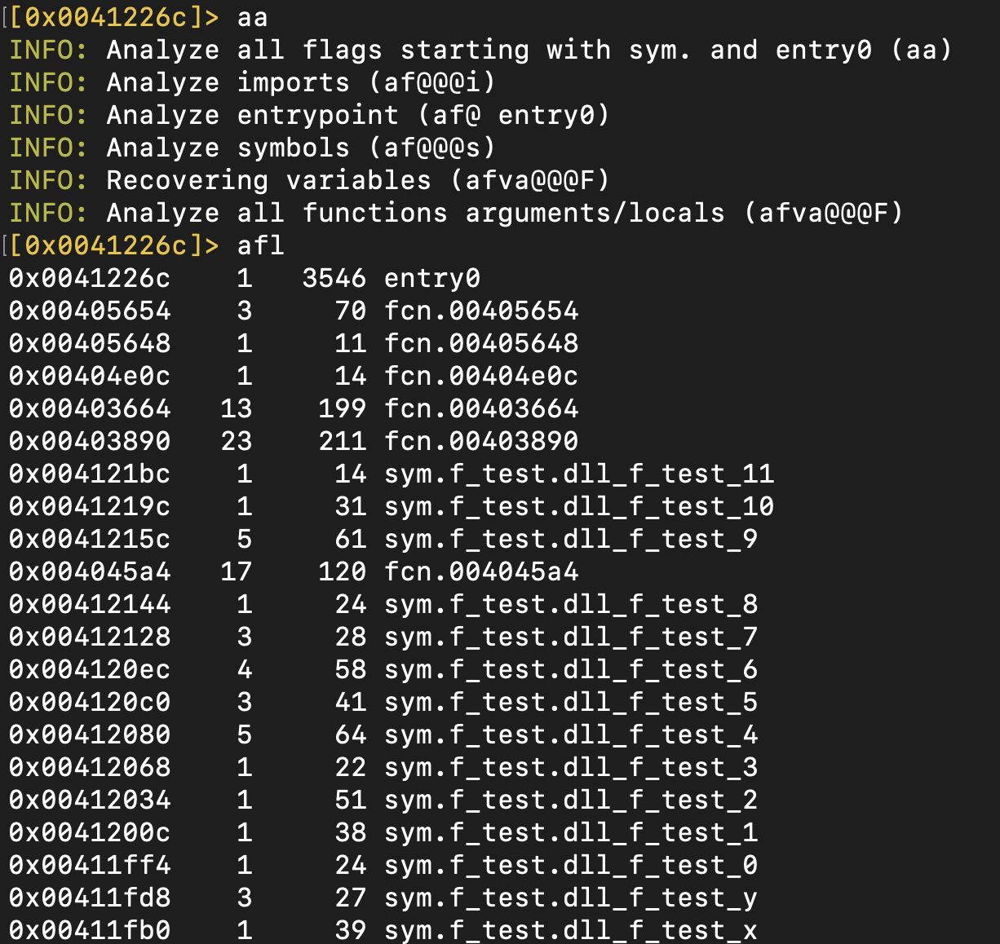 [[0x0041226c]> aa
INFO: Analyze all flags starting with sym. and entry0 (aa)
INFO: Analyze imports (af@@@i)
INFO: Analyze entrypoint (af@ entry0)
INFO: Analyze symbols (af@@@s)
INFO: Recovering variables (afva@@@F)
INFO: Analyze all functions arguments/locals (afva@@@F)
[[0x0041226c]> afl
0x0041226c    1   3546 entry0
0x00405654    3     70 fcn.00405654
0x00405648    1     11 fcn.00405648
0x00404e0c    1     14 fcn.00404e0c
0x00403664   13    199 fcn.00403664
0x00403890   23    211 fcn.00403890
0x004121bc    1     14 sym.f_test.dll_f_test_11
0x0041219c    1     31 sym.f_test.dll_f_test_10
0x0041215c    5     61 sym.f_test.dll_f_test_9
0x004045a4   17    120 fcn.004045a4
0x00412144    1     24 sym.f_test.dll_f_test_8
0x00412128    3     28 sym.f_test.dll_f_test_7
0x004120ec    4     58 sym.f_test.dll_f_test_6
0x004120c0    3     41 sym.f_test.dll_f_test_5
0x00412080    5     64 sym.f_test.dll_f_test_4
0x00412068    1     22 sym.f_test.dll_f_test_3
0x00412034    1     51 sym.f_test.dll_f_test_2
0x0041200c    1     38 sym.f_test.dll_f_test_1
0x00411ff4    1     24 sym.f_test.dll_f_test_0
0x00411fd8    3     27 sym.f_test.dll_f_test_y
0x00411fb0    1     39 sym.f_test.dll_f_test_x